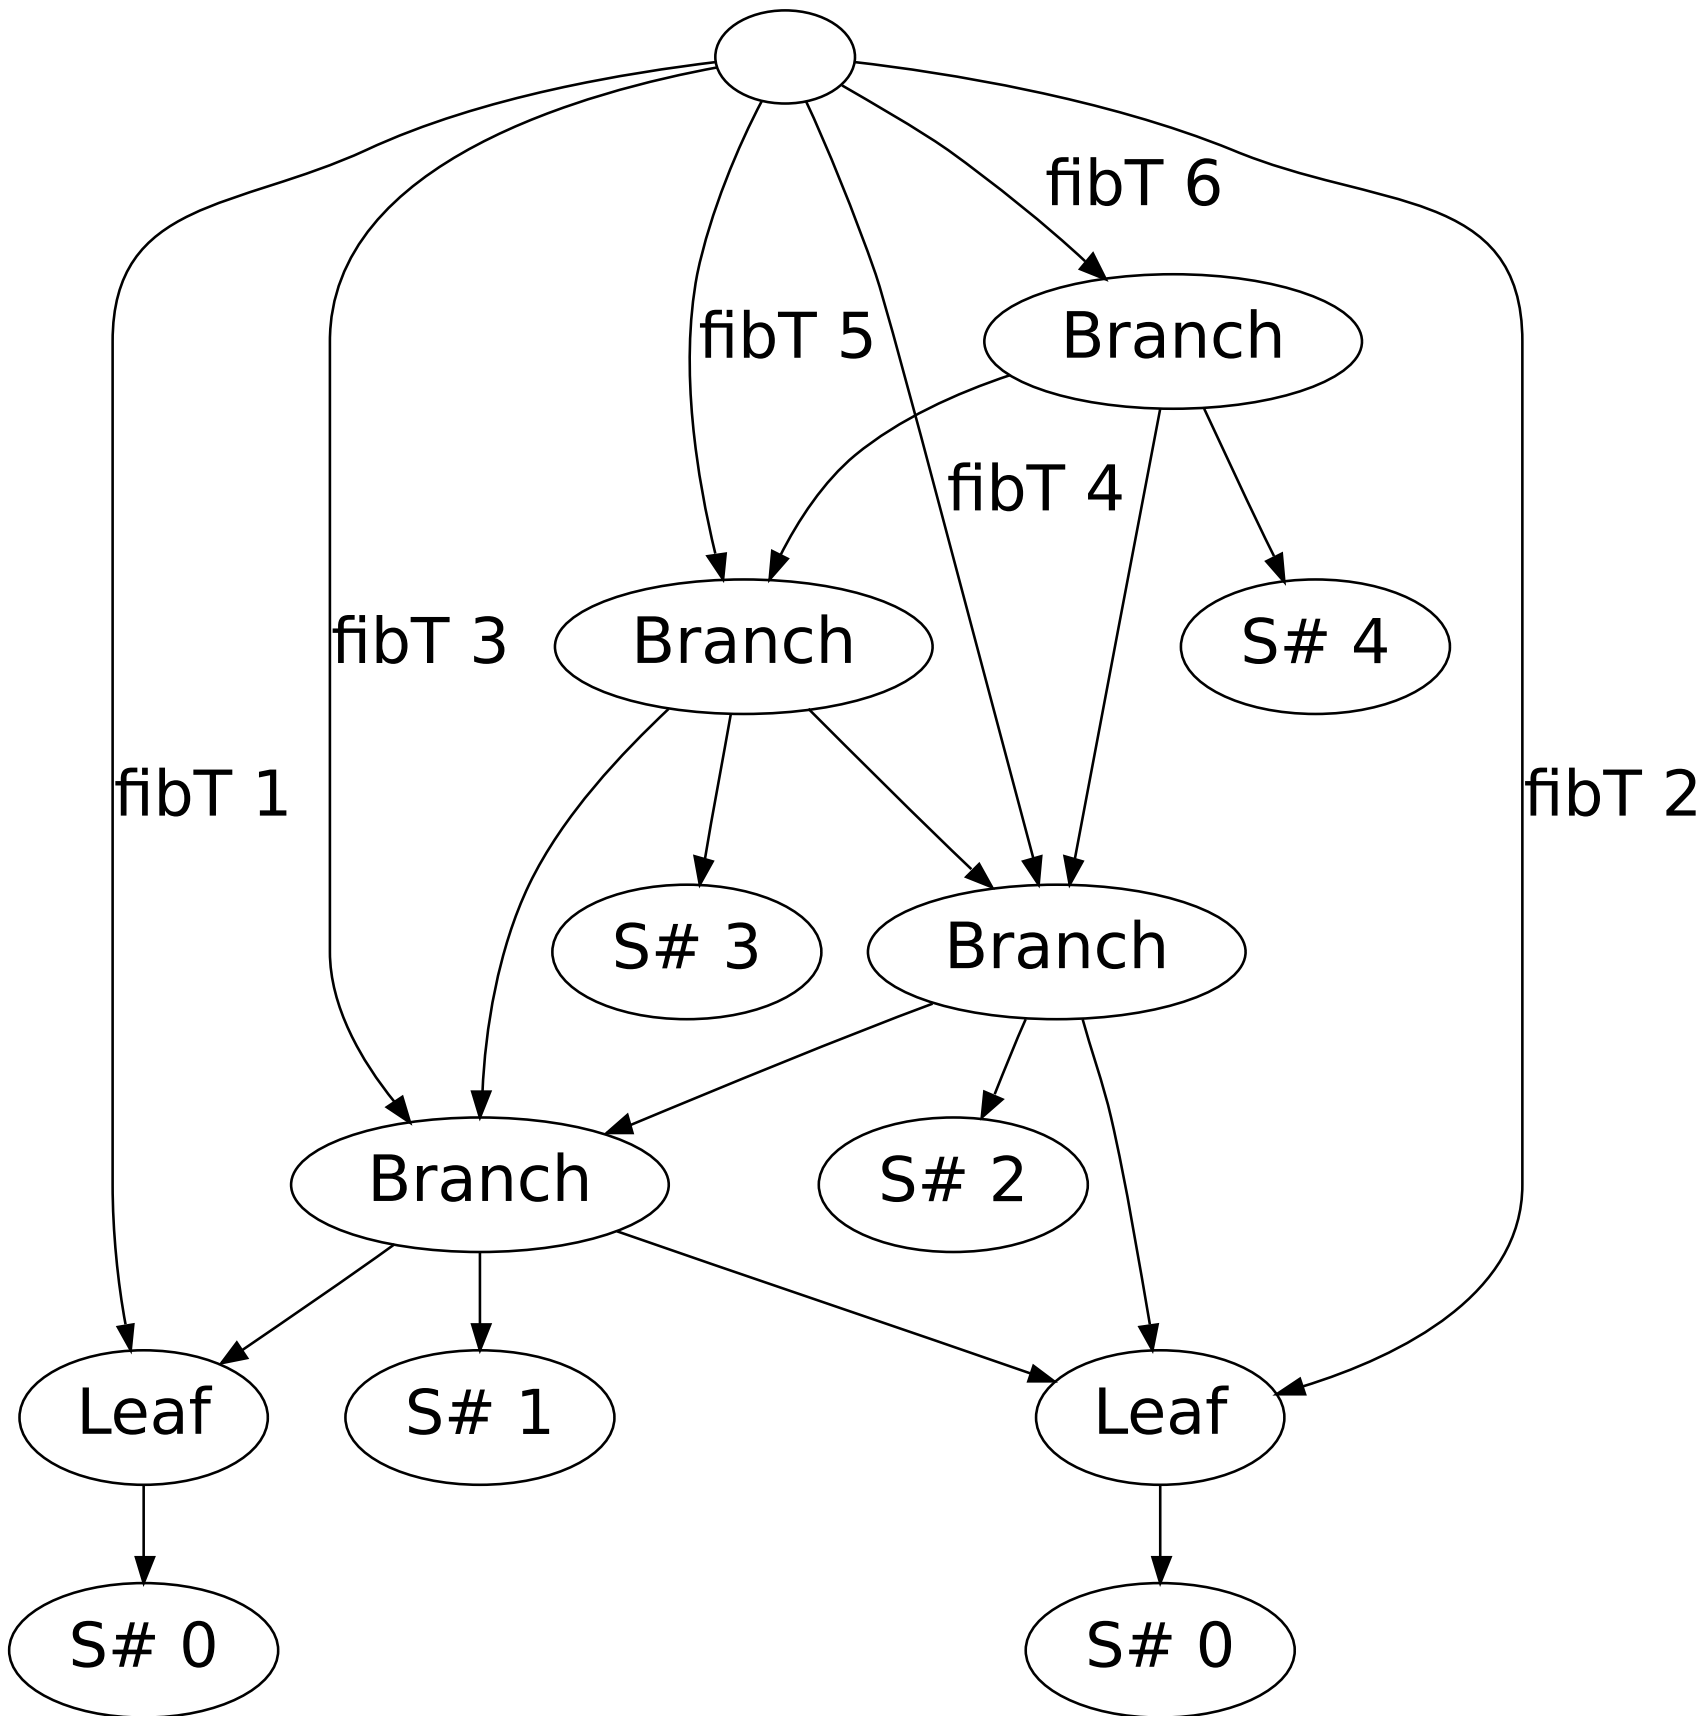 fibT 6
fibT 5
Branch
fibT 4
fibT 3
Branch
S# 4
fibT 1
fibT 2
S# 3
Branch
Branch
S# 2
Leaf
S# 1
Leaf
S# 0
S# 0